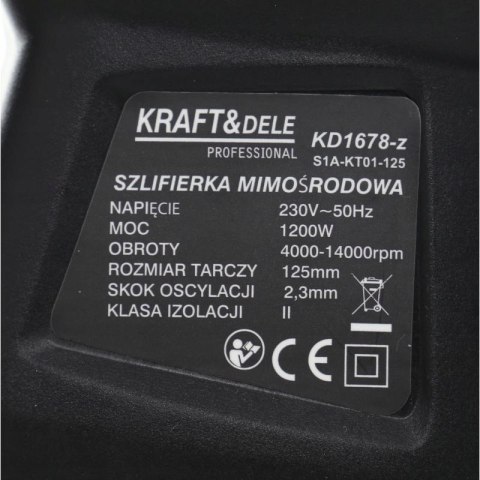 KRAFT&DELE
PROFESSIONAL
KD1678-z
S1A-KT01-125
SZLIFIERKA MIMOŚRODOWA
NAPIĘCIE 230V~50Hz
MOC 1200W
OBROTY 4000-14000rpm
ROZMIAR TARCZY 125mm
SKOK OSCYLACJI 2,3mm
KLASA IZOLACJI II
CE